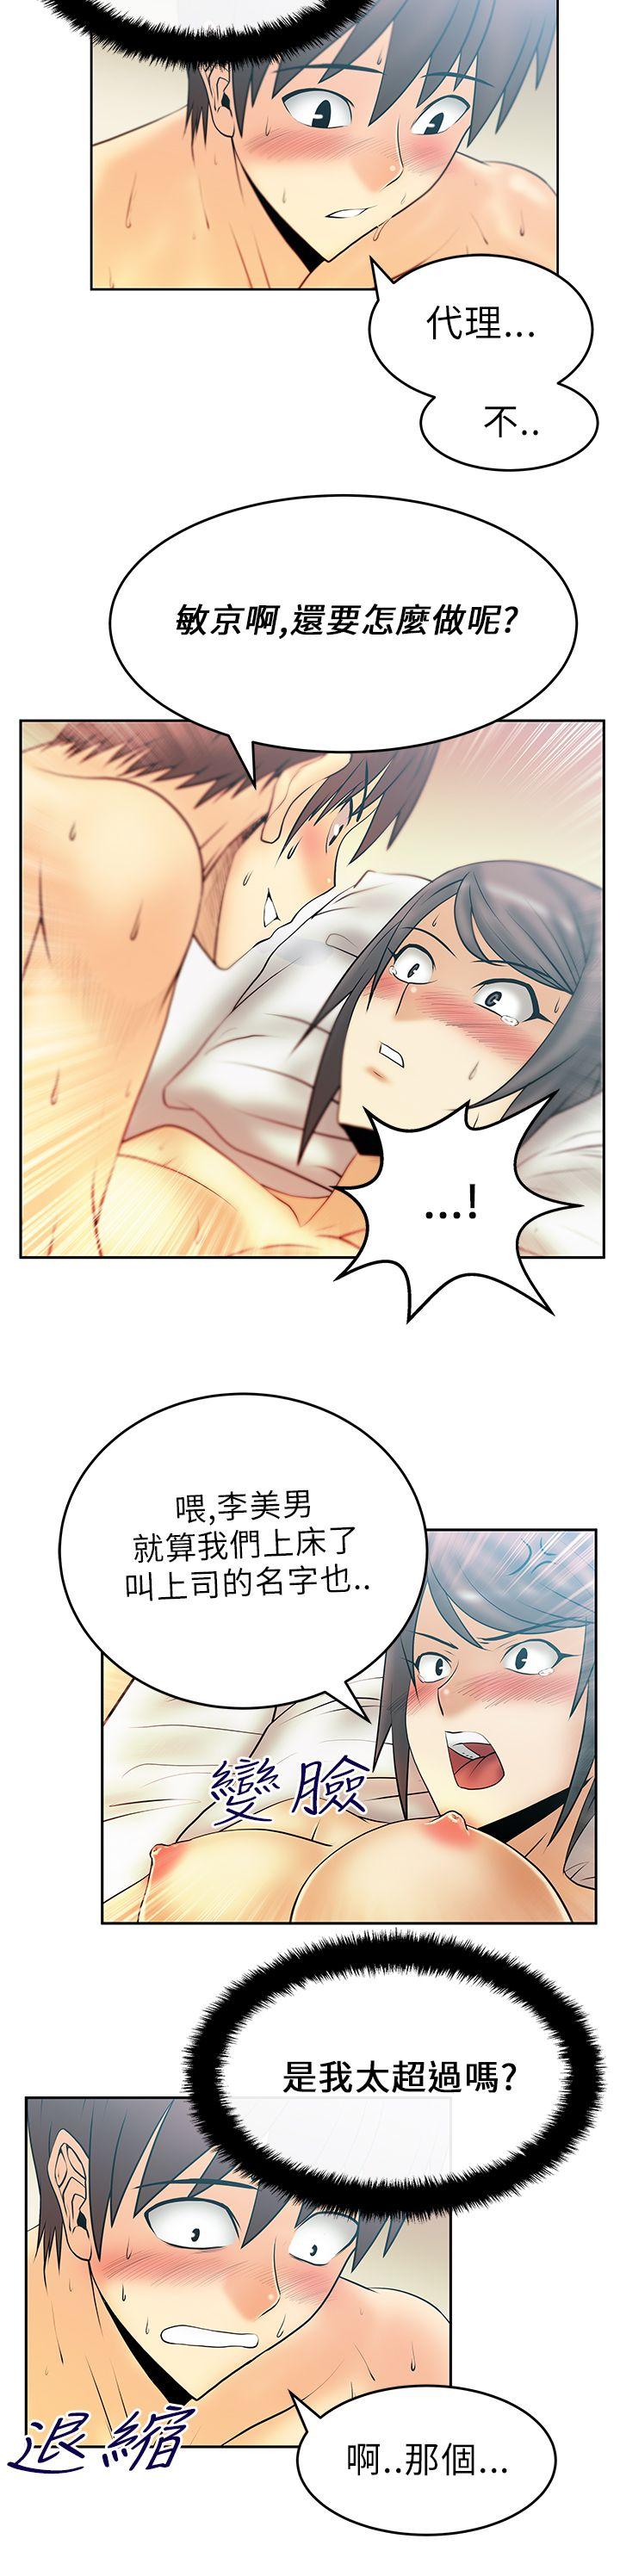 代理...
不..
敏京啊,還要怎麼做呢?
...!
喂,李美男
就算我們上床了
叫上司的名字也..
變臉
是我太超過嗎?
退縮
啊..那個...